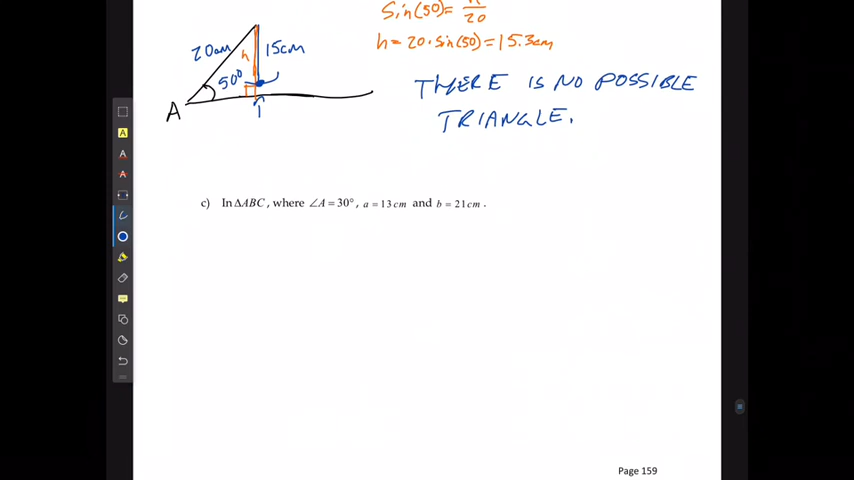 Sin(50)= h/20
20cm
h
15cm
h = 20·sin(50) = 15.3cm
50°
THERE IS NO POSSIBLE
TRIANGLE.
A
c) In ΔABC, where ∠A = 30°, a = 13 cm and b = 21 cm.
Page 159